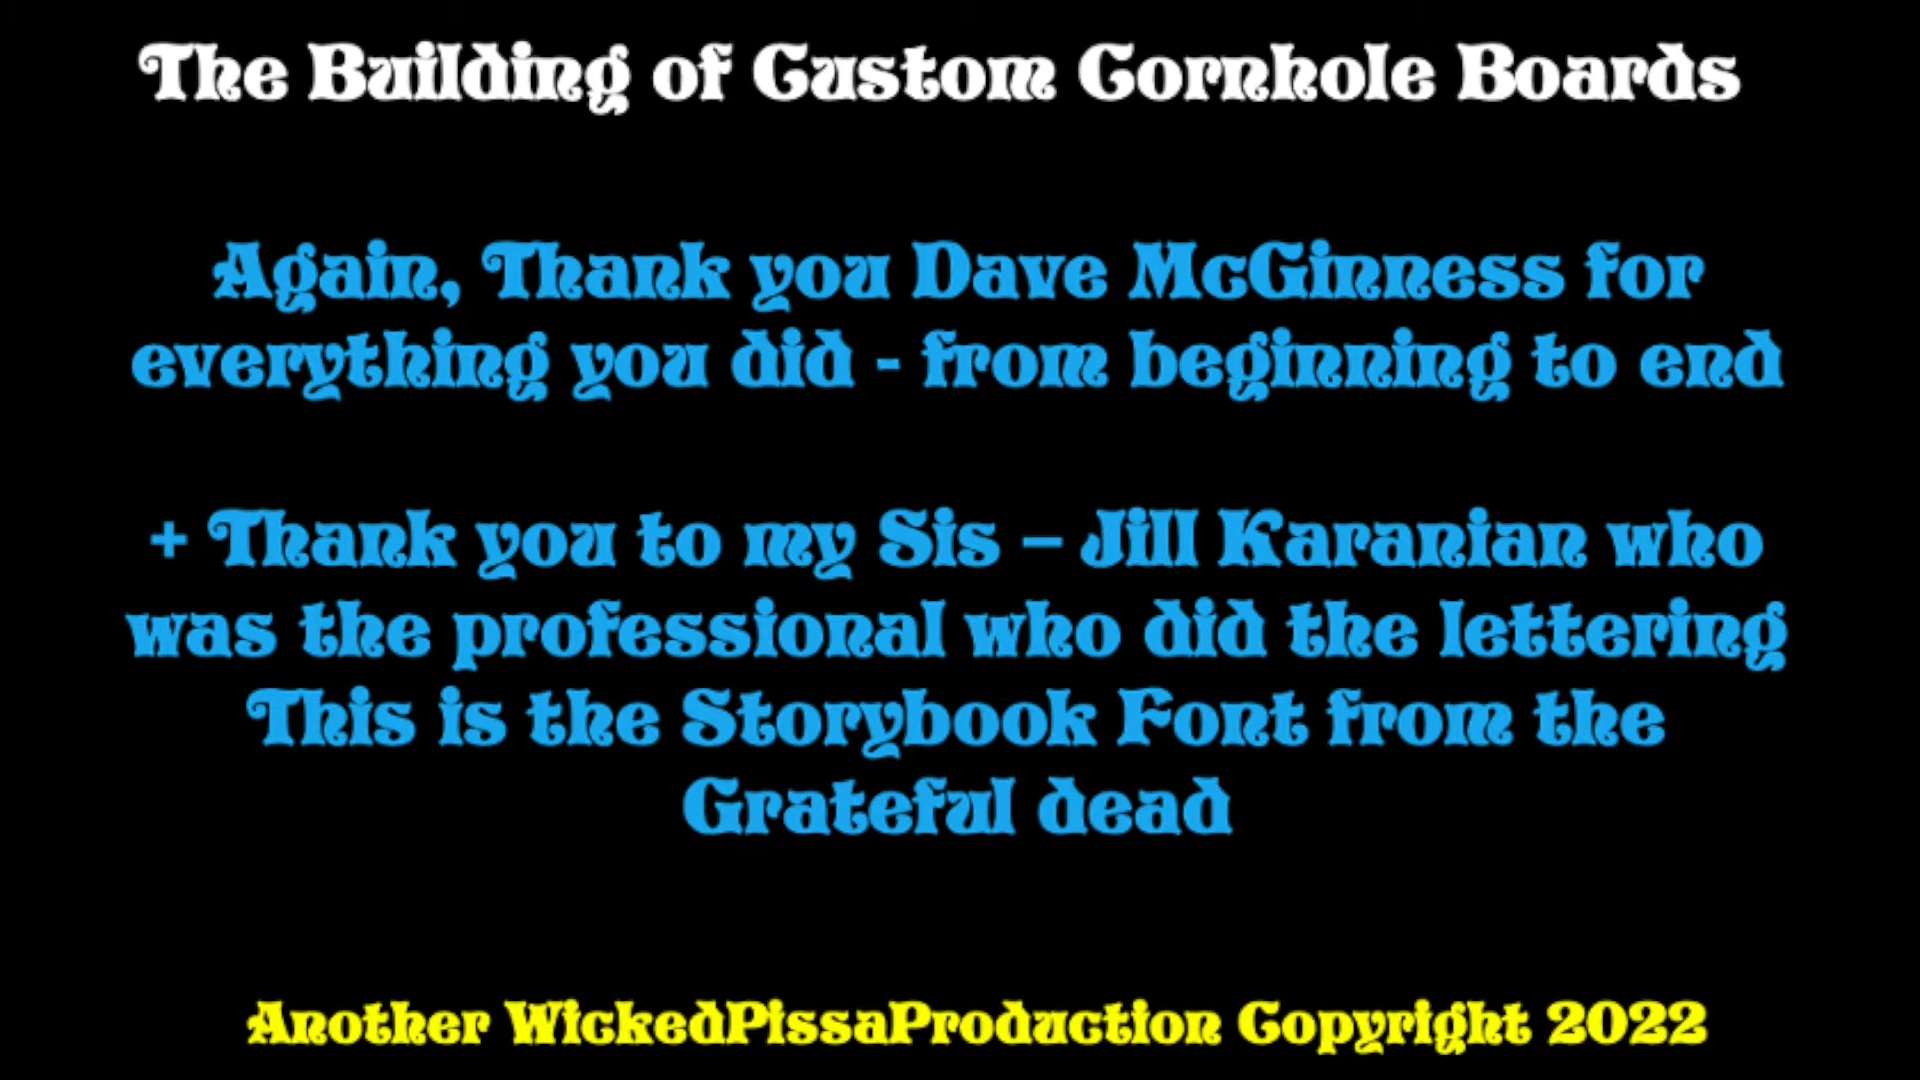 The Building of Custom Cornhole Boards
Again, Thank you Dave McGinness for
everything you did - from beginning to end
+ Thank you to my Sis – Jill Karanian who
was the professional who did the lettering
This is the Storybook Font from the
Grateful dead
Another WickedPissaProduction Copyright 2022